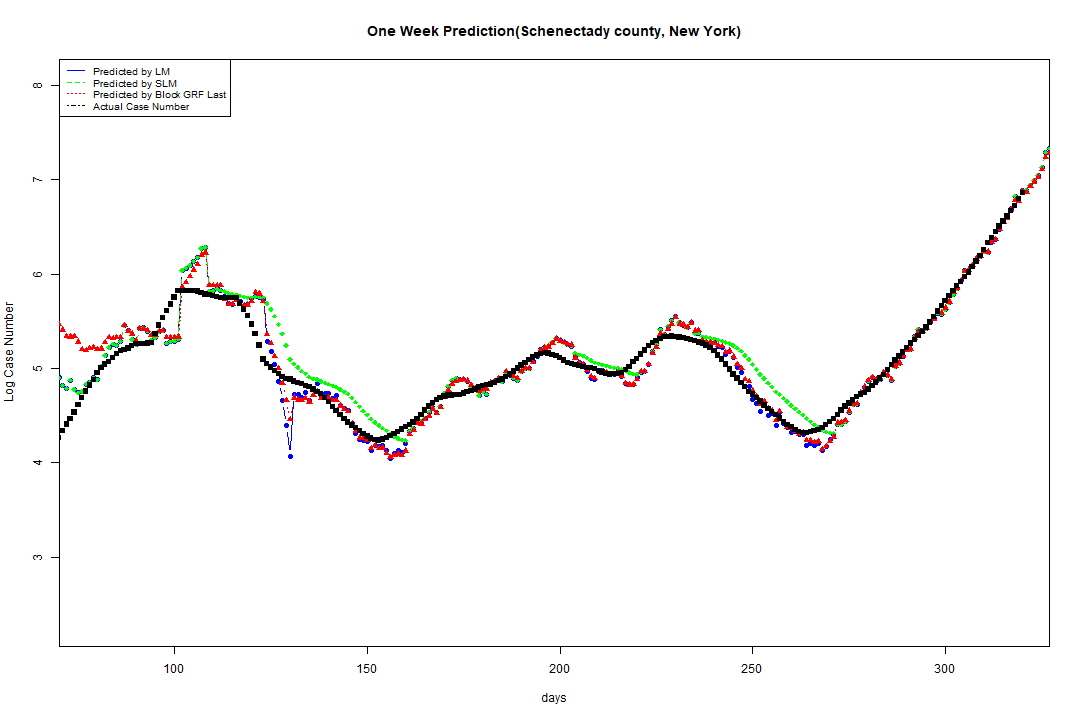 One Week Prediction(Schenectady county, New York)
Predicted by LM
Predicted by SLM
Predicted by Block GRF Last
Actual Case Number
Log Case Number
8
7
6
5
4
3
100 150 200 250 300
days